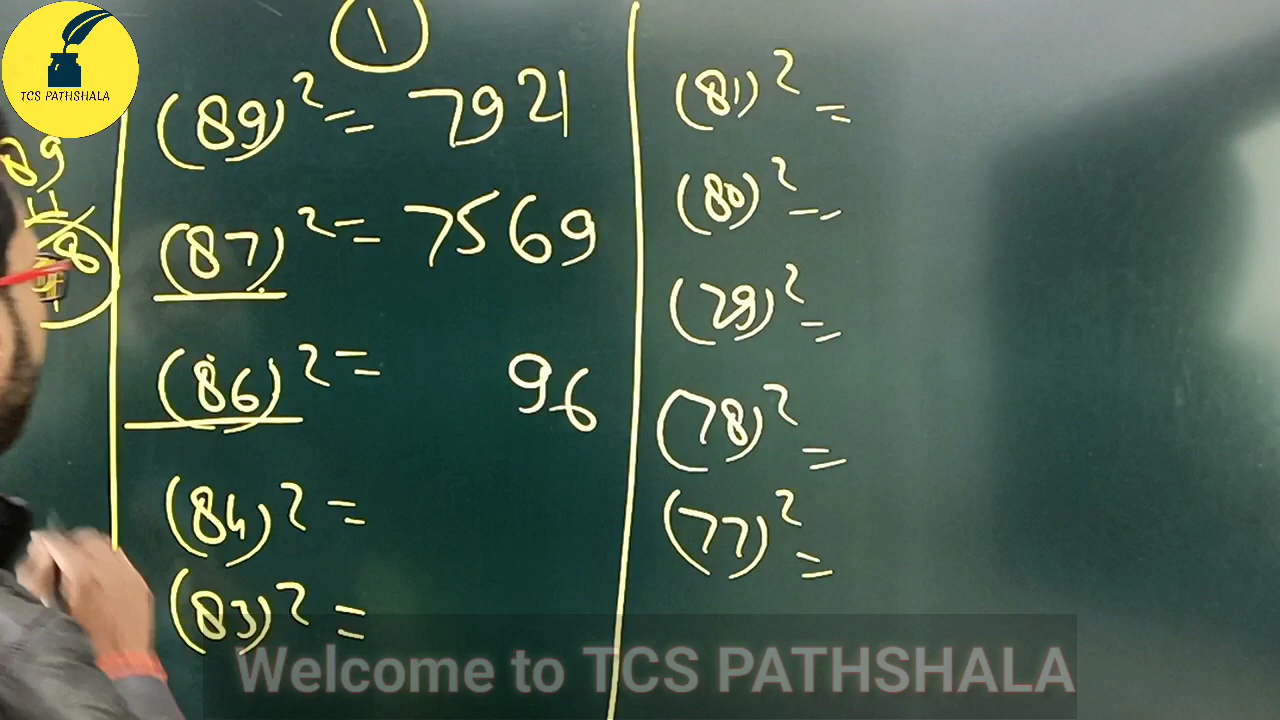 TCS PATHSHALA
1
89
(89)² = 7921
(87)² = 7569
(86)² = 96
(84)² =
(83)² =
(81)² =
(80)² =
(79)² =
(78)² =
(77)² =
Welcome to TCS PATHSHALA